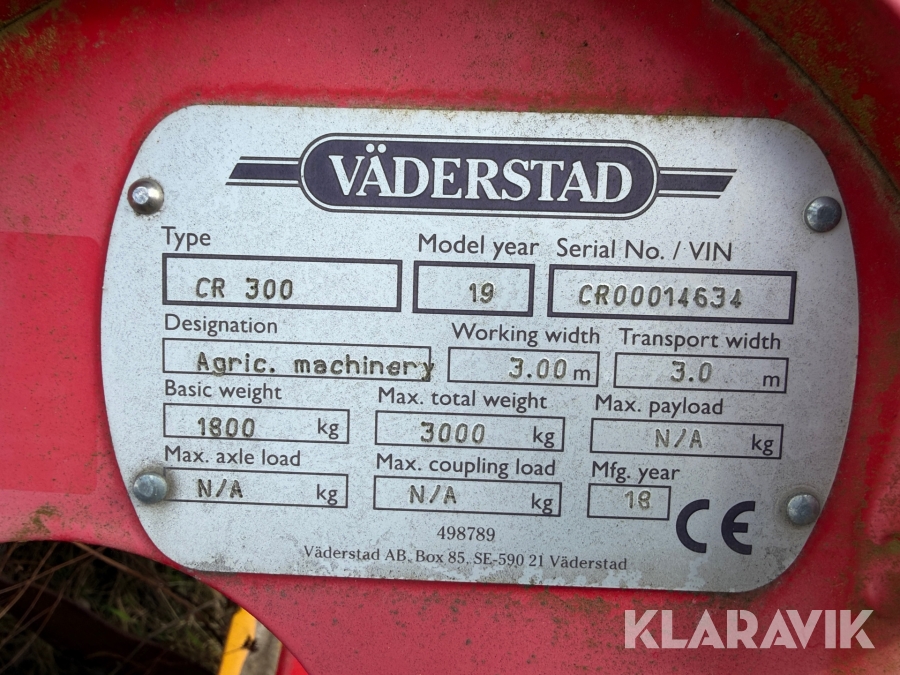 VÄDERSTAD
Type Model year Serial No. / VIN
CR 300 19 CR00014634
Designation Working width Transport width
Agric. machinery 3.00 m 3.0 m
Basic weight Max. total weight Max. payload
1800 kg 3000 kg N/A kg
Max. axle load Max. coupling load Mfg. year
N/A kg N/A kg 18
CE
498789
Väderstad AB, Box 85, SE-590 21 Väderstad
KLARAVIK